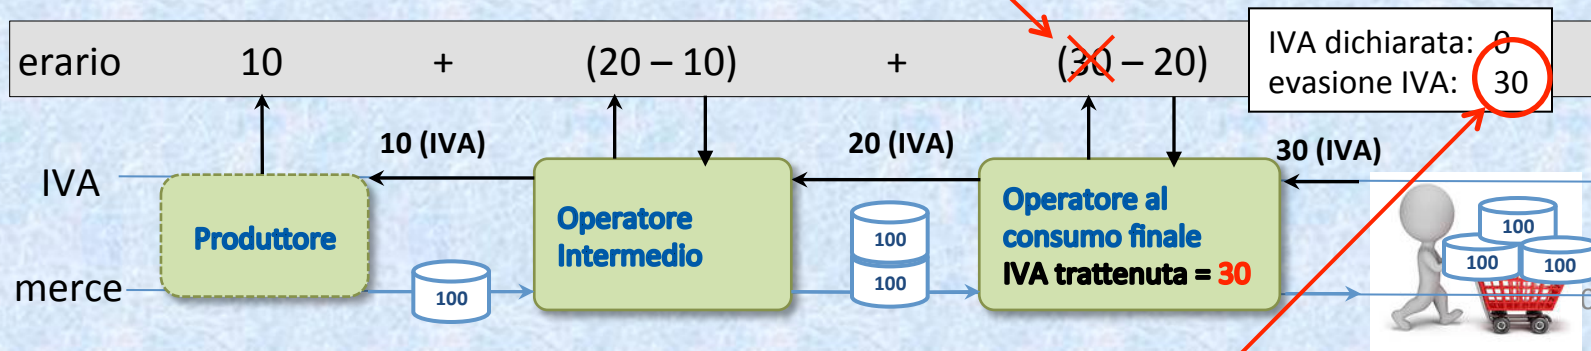 erario 10 + (20 – 10) + (30 – 20)
IVA dichiarata: 0
evasione IVA: 30
10 (IVA)
20 (IVA)
30 (IVA)
IVA
Produttore
Operatore
Intermedio
Operatore al
consumo finale
IVA trattenuta = 30
merce
100
100
100
100
100
100